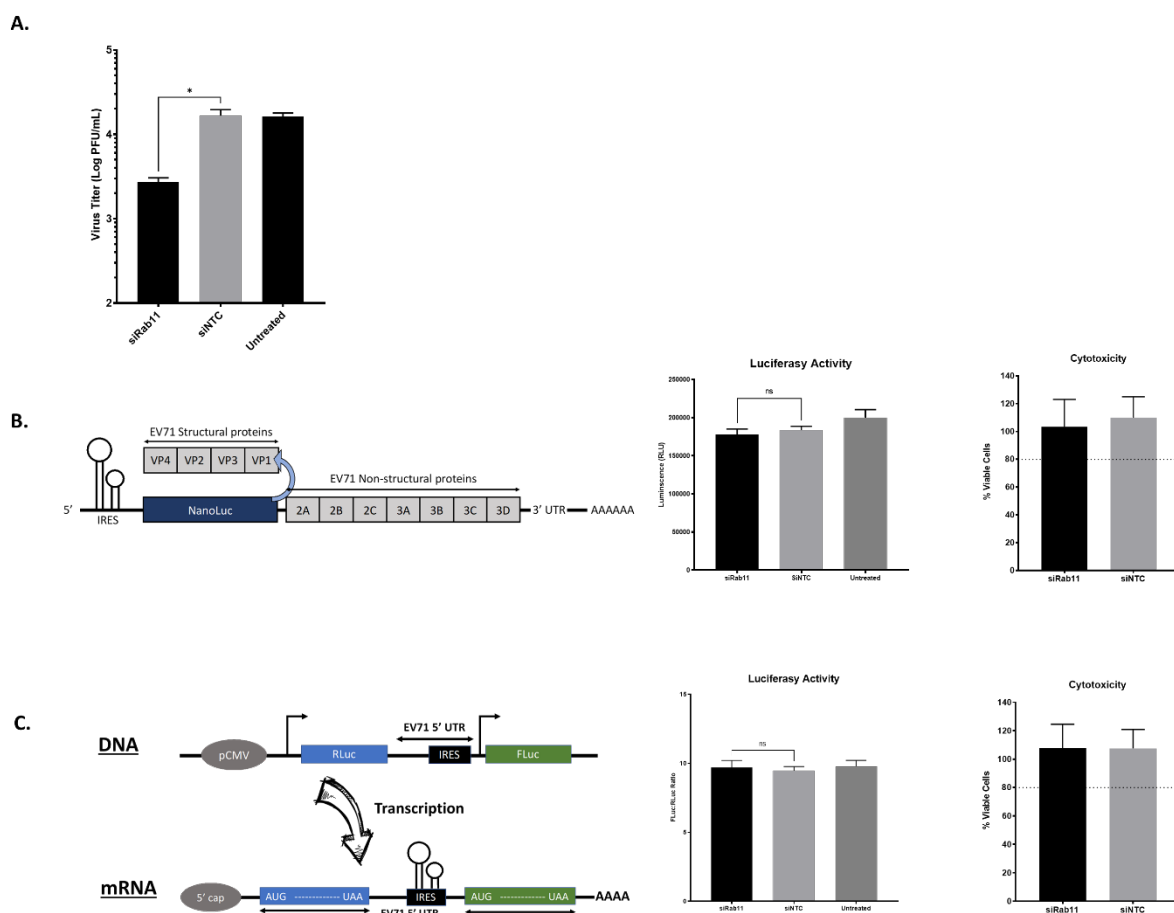 A.
Virus Titer (Log PFU/mL)
5
4
3
2
*
siRab11
siNTC
Untreated
B.
EV71 Structural proteins
VP4 VP2 VP3 VP1
EV71 Non-structural proteins
5' IRES NanoLuc 2A 2B 2C 3A 3B 3C 3D 3' UTR AAAAAA
Luciferasy Activity
Luminscence (RLU)
250000
200000
150000
100000
50000
0
ns
siRab11 SiNTC Untreated
Cytotoxicity
% Viable Cells
140
120
100
80
60
40
20
0
siRab11 siNTC
C.
DNA
pCMV RLuc EV71 5' UTR IRES FLuc
Transcription
mRNA
5' cap AUG ------------- UAA IRES AUG ------------- UAA AAAA
EV71 5' UTR
Luciferasy Activity
FLuc:RLuc Ratio
15
10
5
0
ns
siRab11 siNTC Untreated
Cytotoxicity
% Viable Cells
140
120
100
80
60
40
20
0
siRab11 siNTC